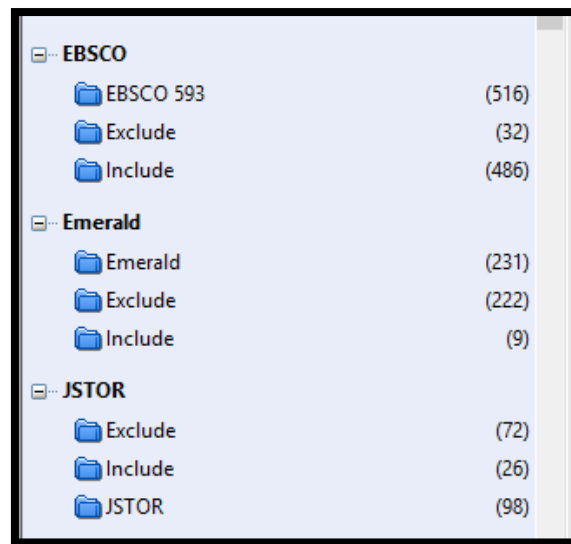 EBSCO
EBSCO 593 (516)
Exclude (32)
Include (486)
Emerald
Emerald (231)
Exclude (222)
Include (9)
JSTOR
Exclude (72)
Include (26)
JSTOR (98)